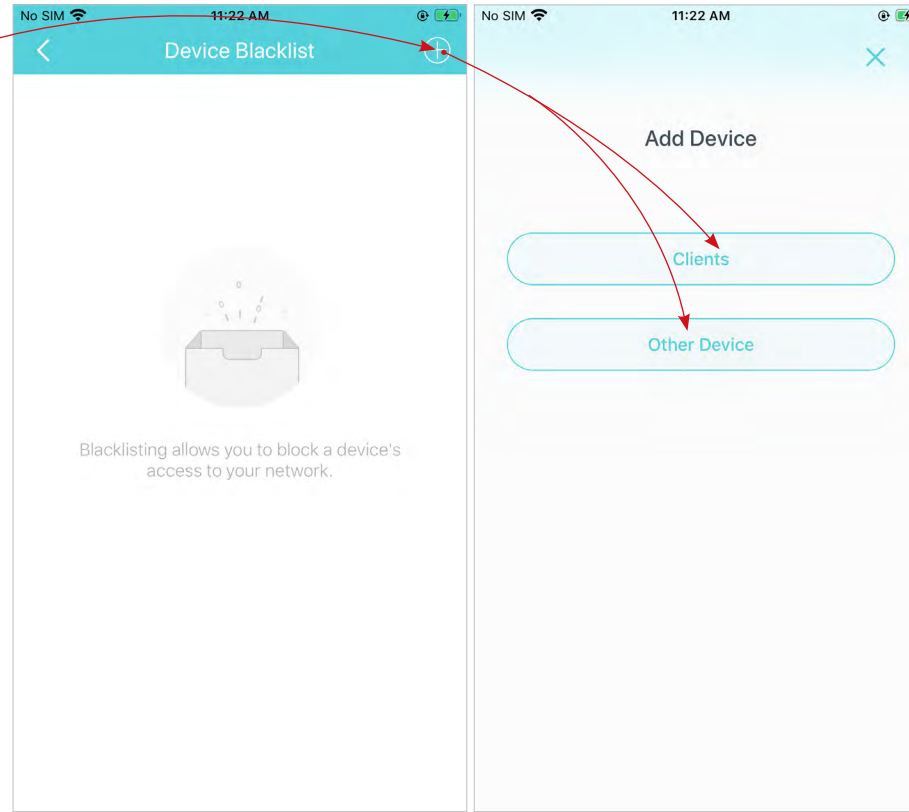 No SIM 11:22 AM
Device Blacklist
Blacklisting allows you to block a device's
access to your network.
No SIM 11:22 AM
Add Device
Clients
Other Device